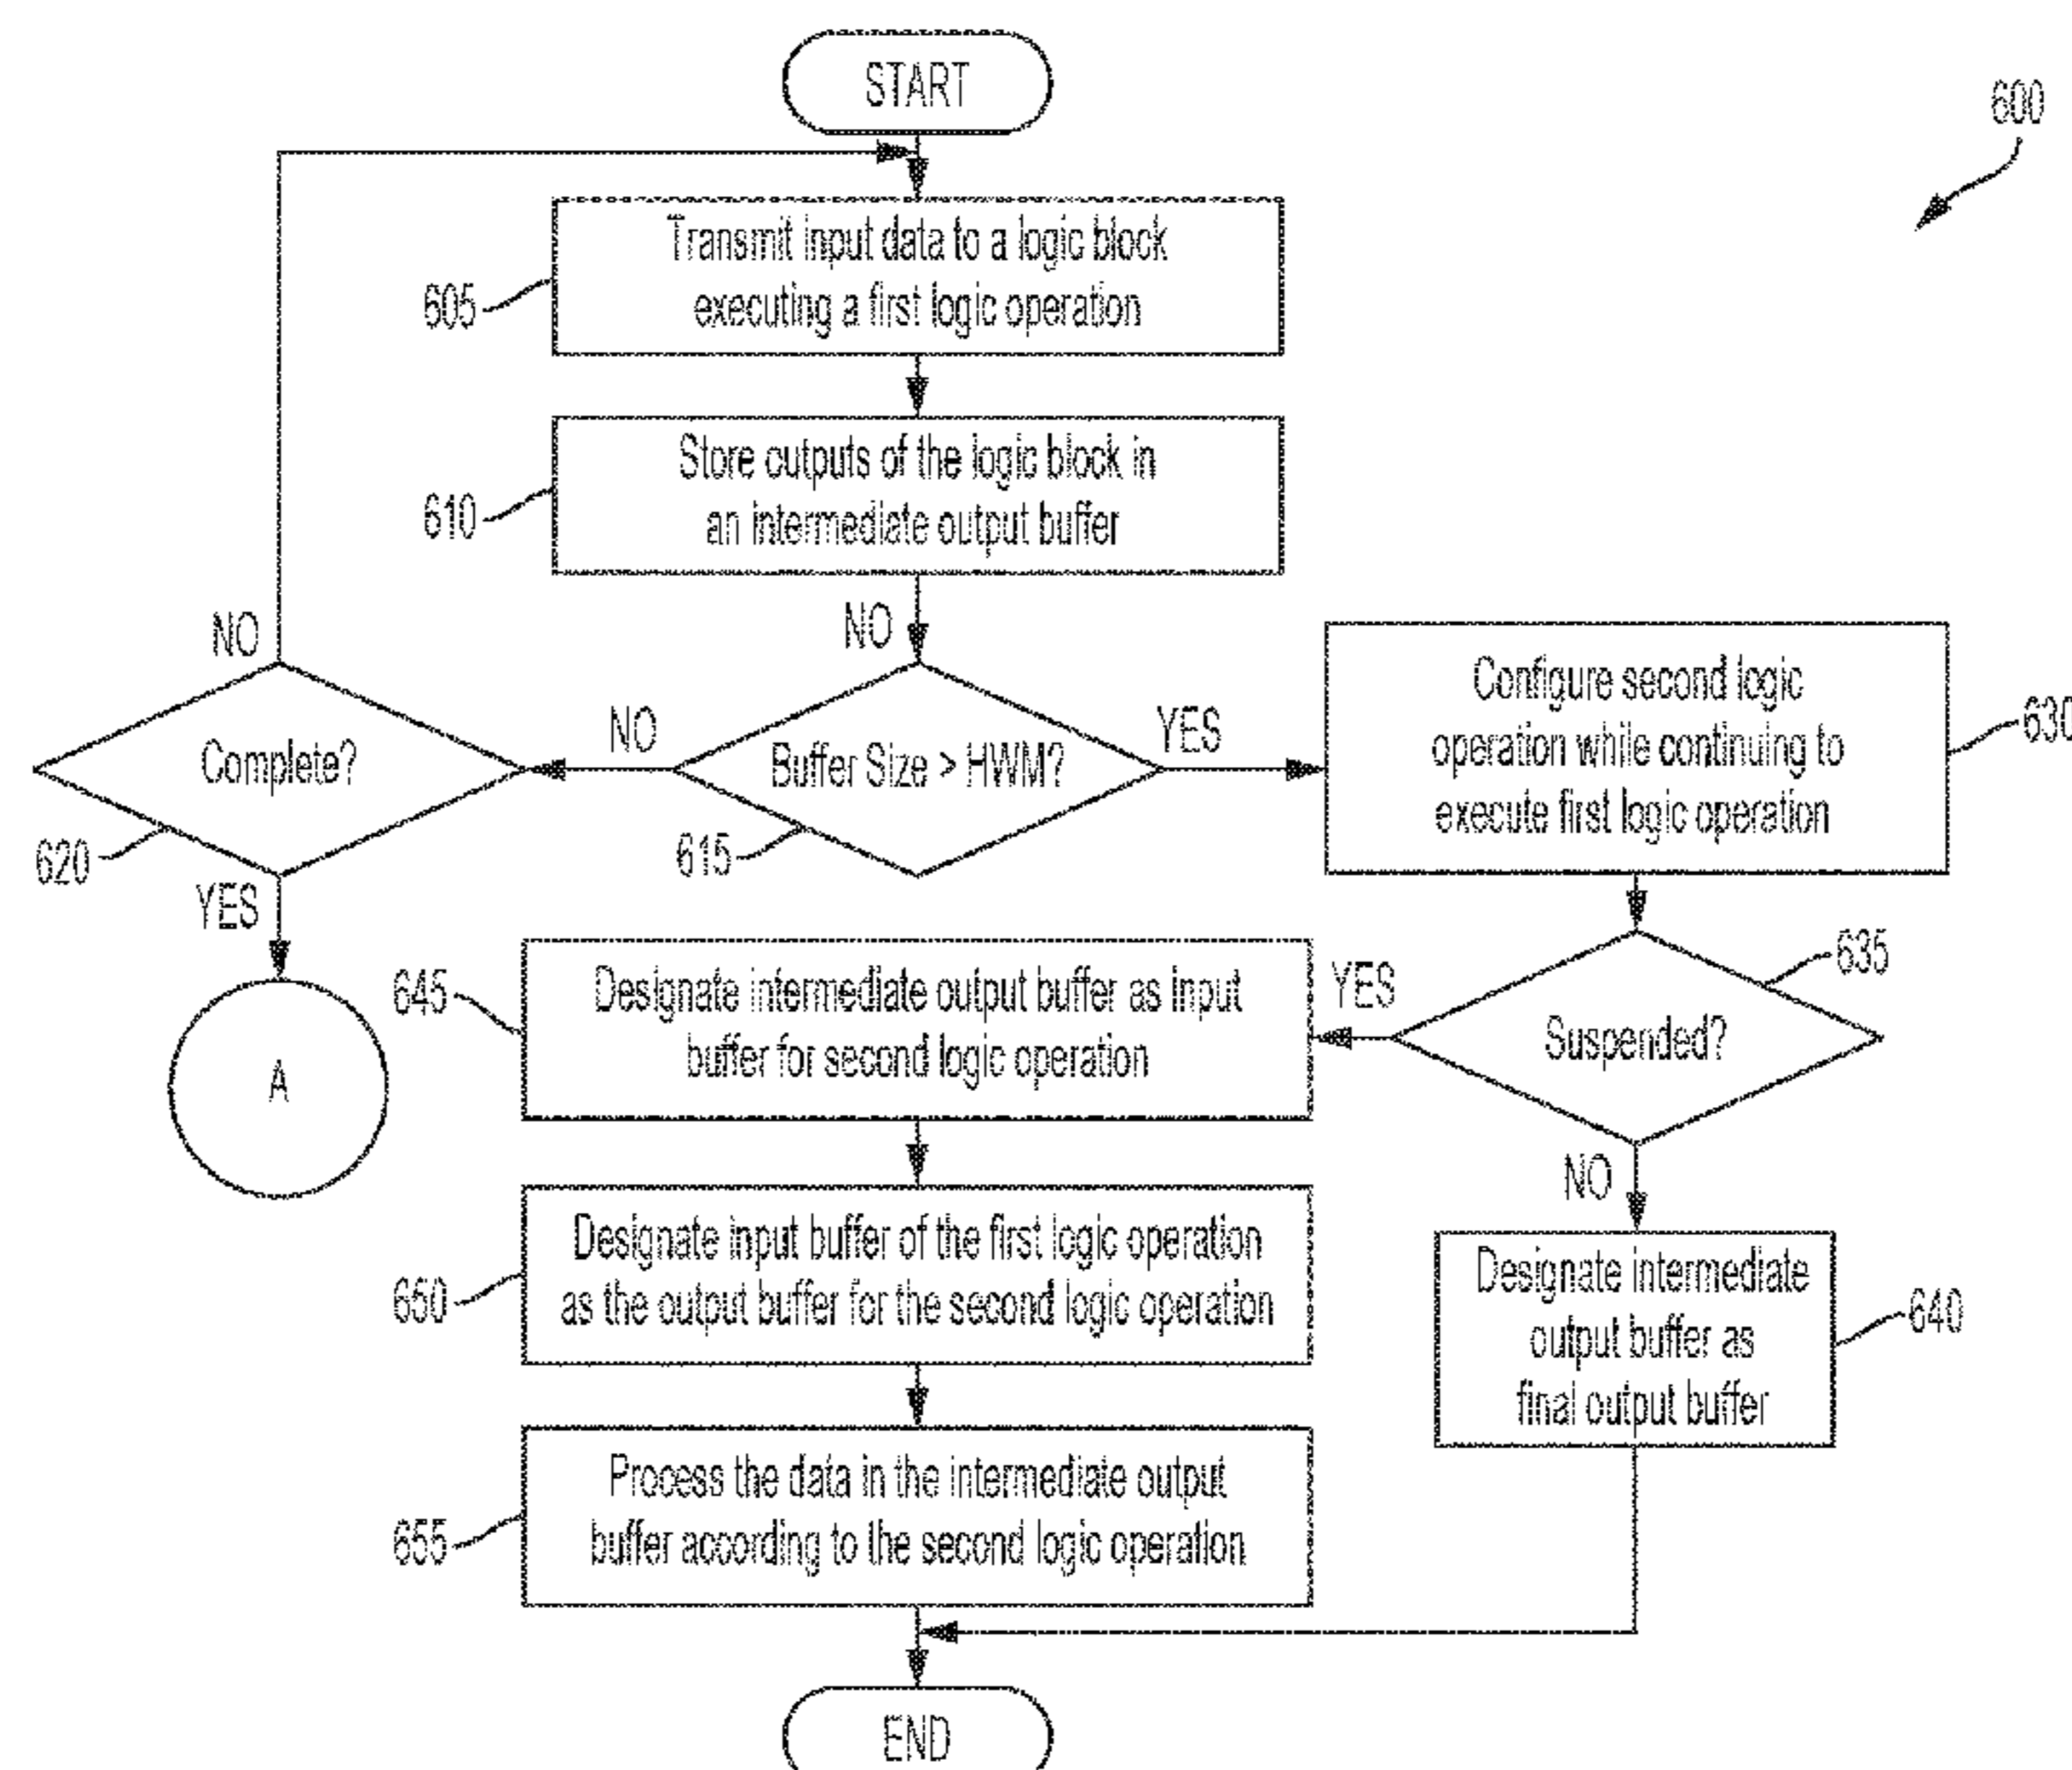 START
600
Transmit input data to a logic block
executing a first logic operation
605
Store outputs of the logic block in
an intermediate output buffer
610
NO
NO
Complete?
620
YES
A
NO
Buffer Size > HWM?
615
YES
Configure second logic
operation while continuing to
execute first logic operation
630
635
Suspended?
YES
NO
Designate intermediate output buffer as input
buffer for second logic operation
645
Designate input buffer of the first logic operation
as the output buffer for the second logic operation
650
Designate intermediate
output buffer as
final output buffer
640
Process the data in the intermediate output
buffer according to the second logic operation
655
END